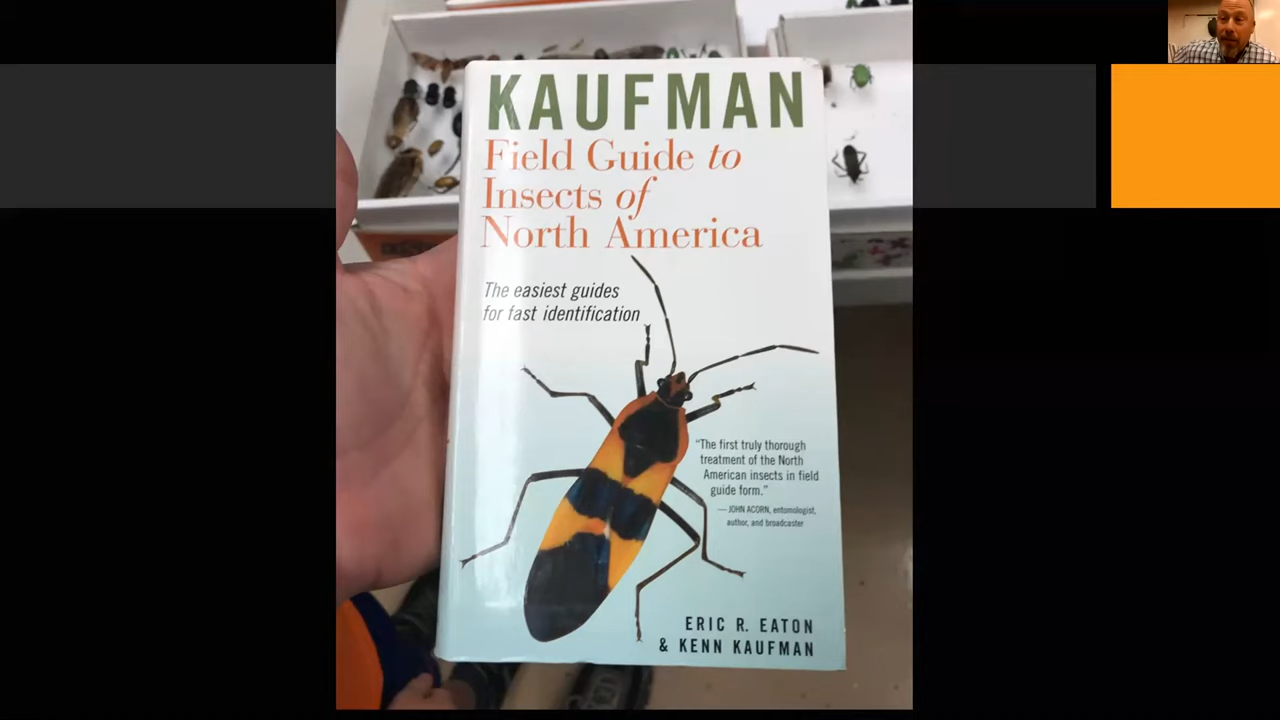 KAUFMAN
Field Guide to
Insects of
North America
The easiest guides
for fast identification
“The first truly thorough
treatment of the North
American insects in field
guide form.”
— JOHN ACORN, entomologist,
author, and broadcaster
ERIC R. EATON
& KENN KAUFMAN